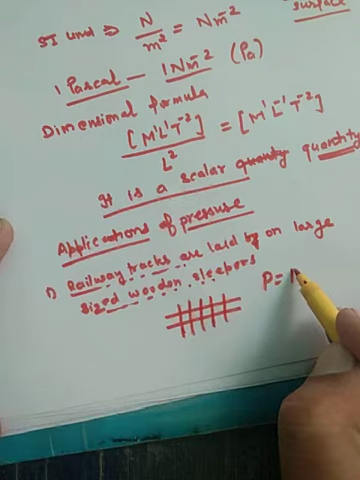 surface
SI unit ⇒ N/m² = Nm⁻²
1 Pascal – 1Nm⁻² (Pa)
Dimensional formula
[M¹L¹T⁻²]/L² = [M¹L⁻¹T⁻²]
It is a scalar quantity quantity
Applications of pressure
1) Railway tracks are laid on large
sized wooden sleepers
P=